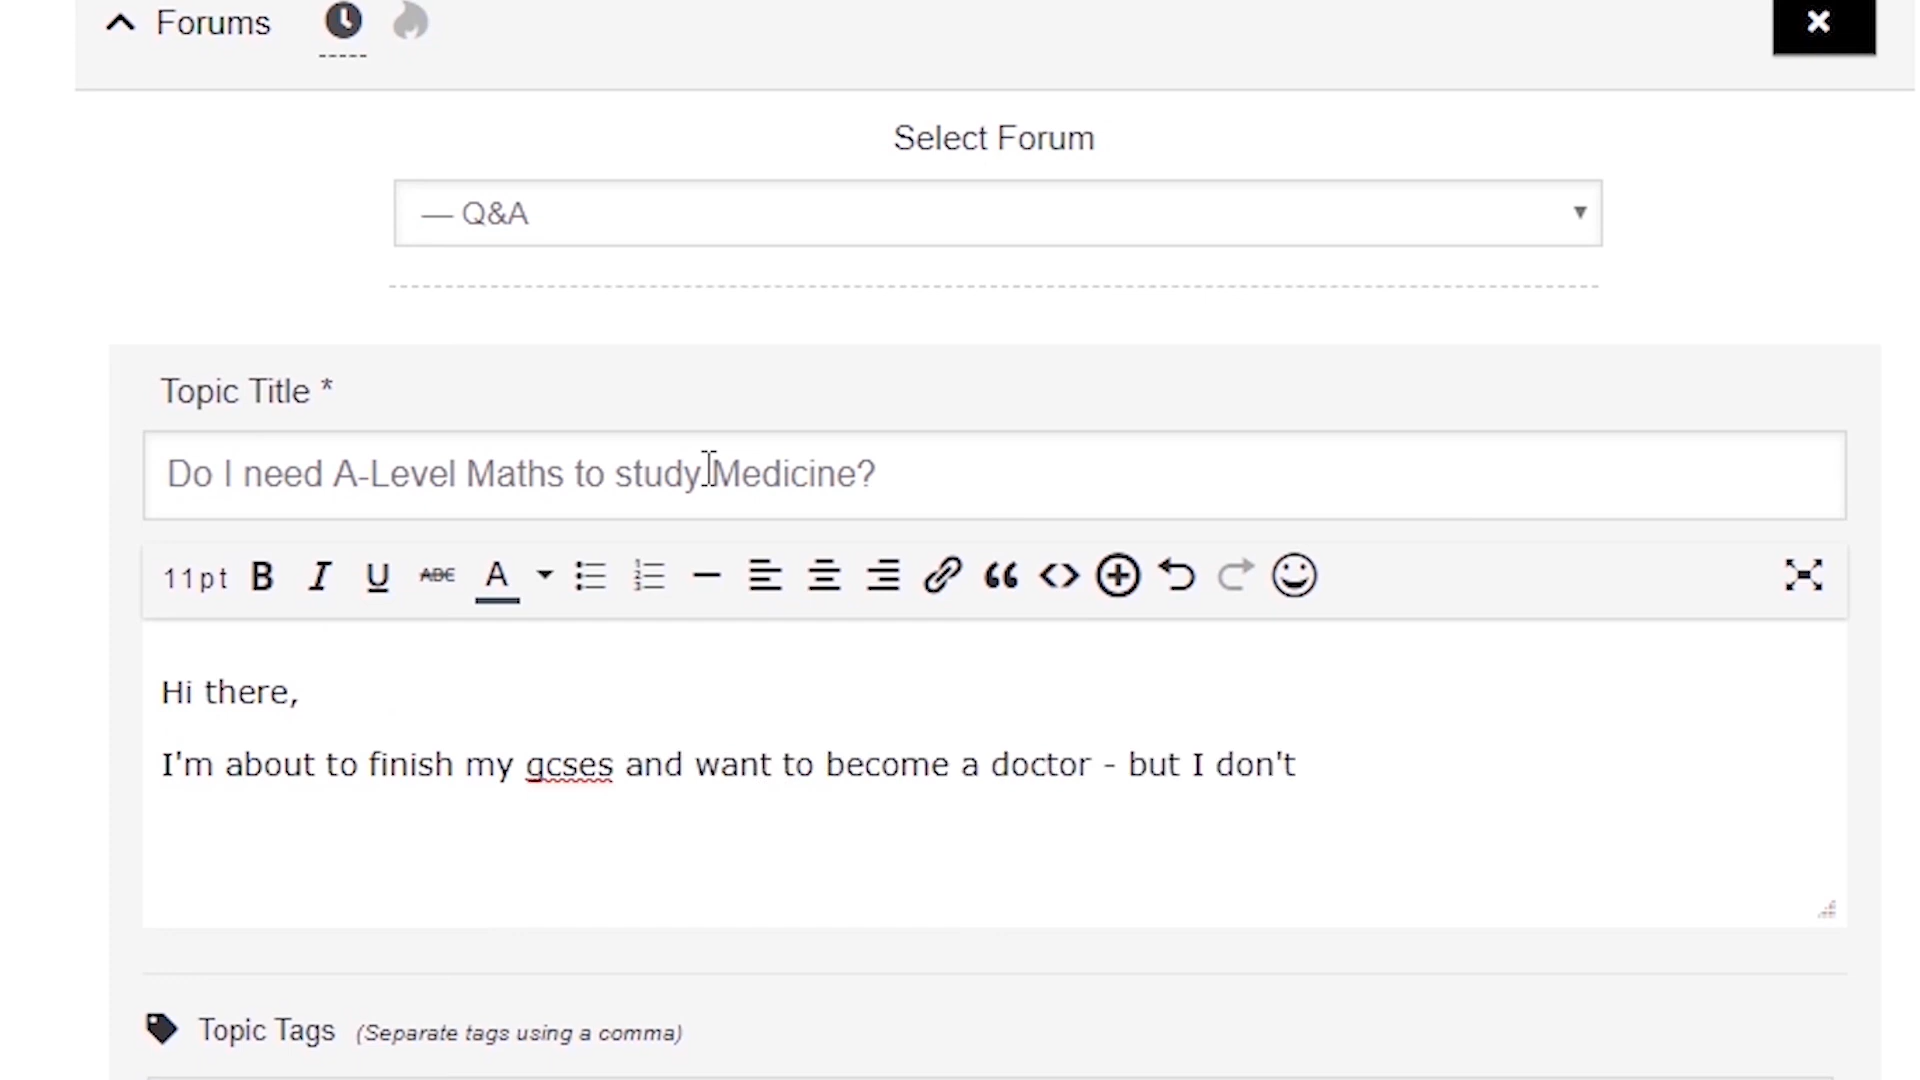 Forums
Select Forum
— Q&A
Topic Title *
Do I need A-Level Maths to study Medicine?
11pt B I U ABC A
Hi there,
I'm about to finish my gcses and want to become a doctor - but I don't
Topic Tags (Separate tags using a comma)